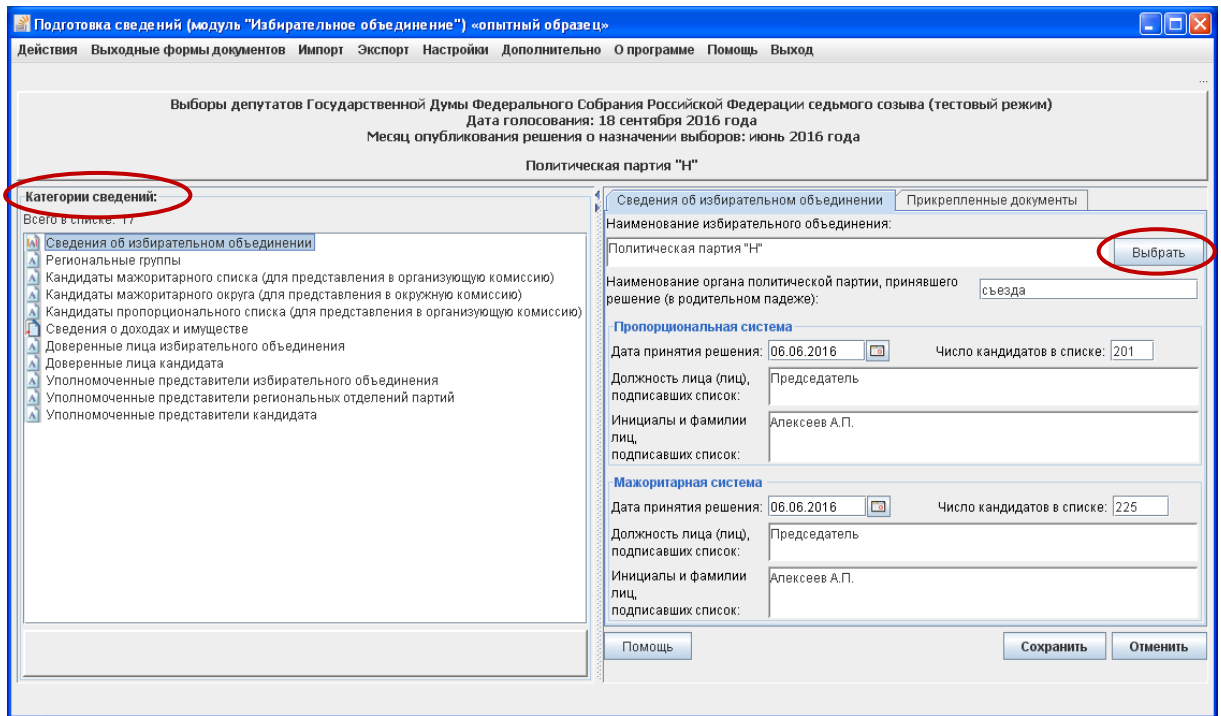 Подготовка сведений (модуль "Избирательное объединение") «опытный образец»
Действия Выходные формы документов Импорт Экспорт Настройки Дополнительно О программе Помощь Выход
...
Выборы депутатов Государственной Думы Федерального Собрания Российской Федерации седьмого созыва (тестовый режим)
Дата голосования: 18 сентября 2016 года
Месяц опубликования решения о назначении выборов: июнь 2016 года
Политическая партия "Н"
Категории сведений:
Всего в списке: 17
Сведения об избирательном объединении
Региональные группы
Кандидаты мажоритарного списка (для представления в организующую комиссию)
Кандидаты мажоритарного округа (для представления в окружную комиссию)
Кандидаты пропорционального списка (для представления в организующую комиссию)
Сведения о доходах и имуществе
Доверенные лица избирательного объединения
Доверенные лица кандидата
Уполномоченные представители избирательного объединения
Уполномоченные представители региональных отделений партий
Уполномоченные представители кандидата
Сведения об избирательном объединении Прикрепленные документы
Наименование избирательного объединения:
Политическая партия "Н" Выбрать
Наименование органа политической партии, принявшего
решение (в родительном падеже): съезда
Пропорциональная система
Дата принятия решения: 06.06.2016 Число кандидатов в списке: 201
Должность лица (лиц), Председатель
подписавших список:
Инициалы и фамилии Алексеев А.П.
лиц,
подписавших список:
Мажоритарная система
Дата принятия решения: 06.06.2016 Число кандидатов в списке: 225
Должность лица (лиц), Председатель
подписавших список:
Инициалы и фамилии Алексеев А.П.
лиц,
подписавших список:
Помощь Сохранить Отменить